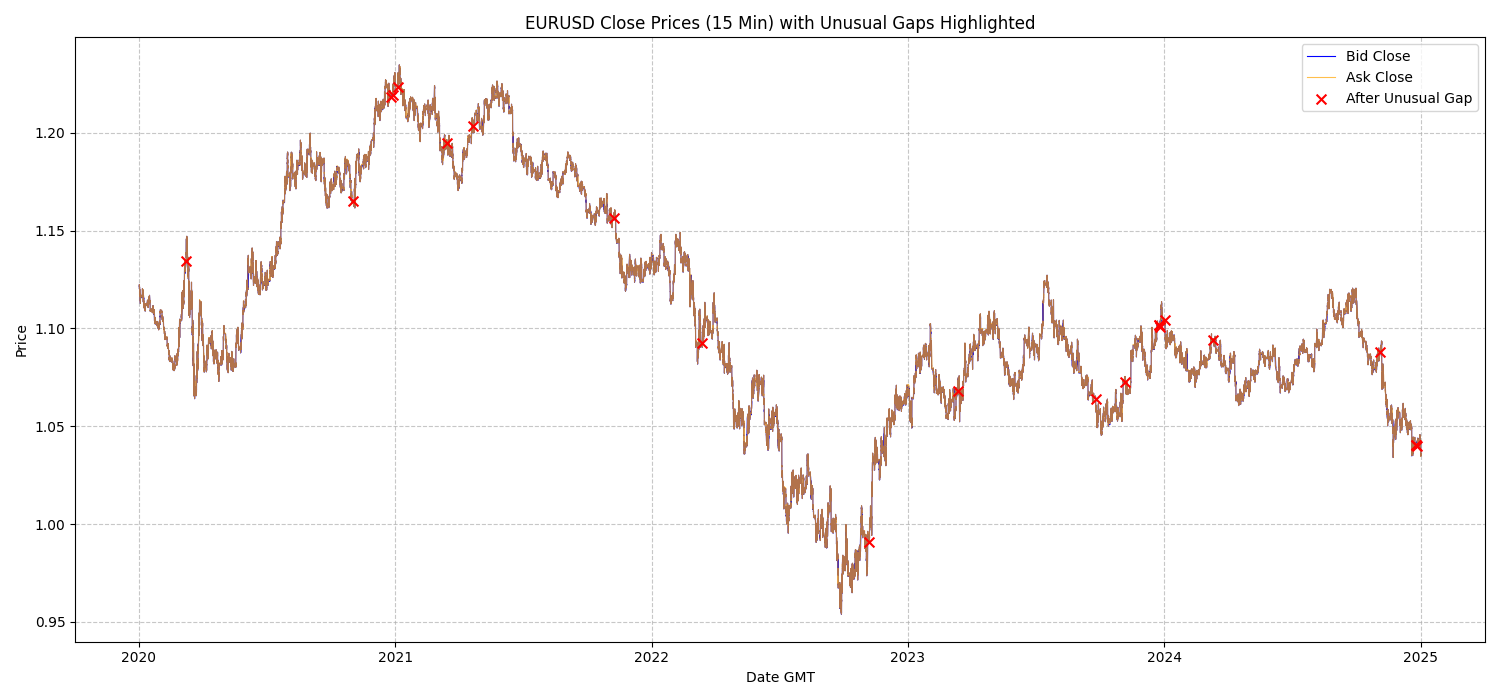 EURUSD Close Prices (15 Min) with Unusual Gaps Highlighted
Bid Close
Ask Close
After Unusual Gap
Price
1.20
1.15
1.10
1.05
1.00
0.95
2020
2021
2022
2023
2024
2025
Date GMT